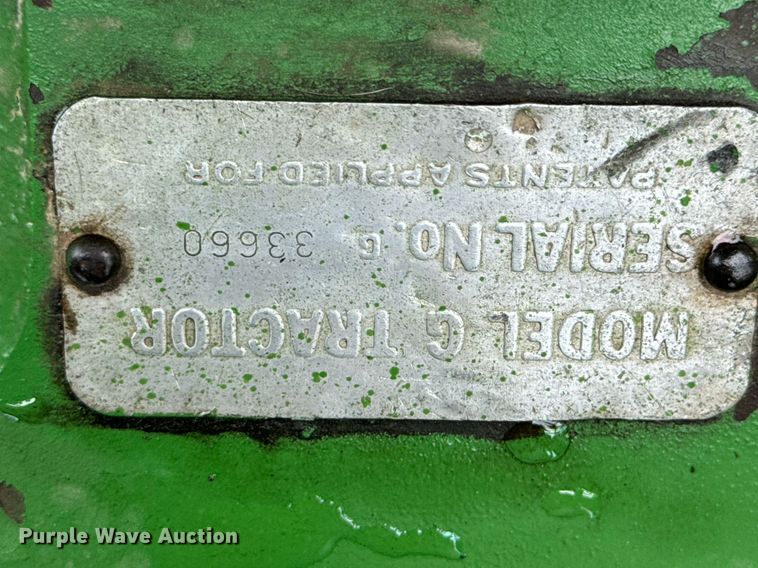 MODEL G TRACTOR
SERIAL No. G 33660
PATENTS APPLIED FOR
Purple Wave Auction